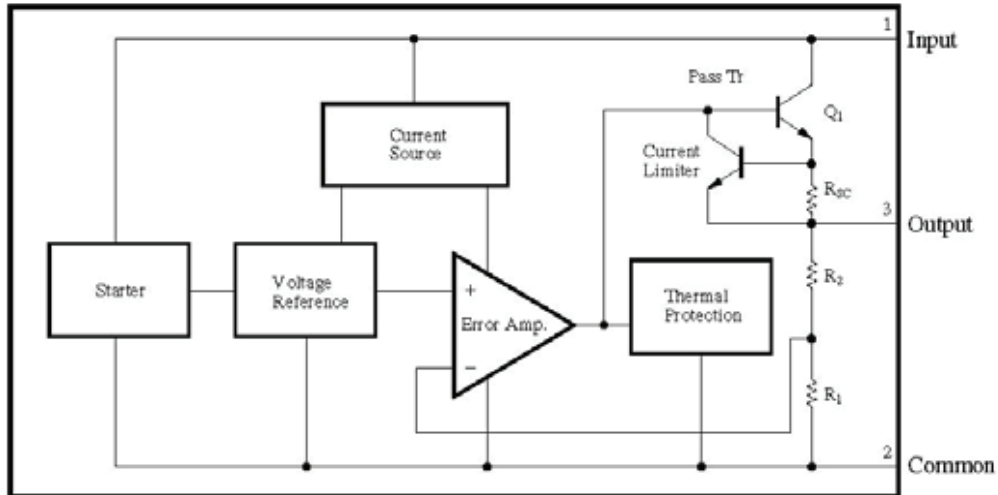 1
Input
Pass Tr
Q1
Current
Source
Current
Limiter
RSC
3
Output
Starter
Voltage
Reference
+
Error Amp.
−
Thermal
Protection
R2
R1
2
Common